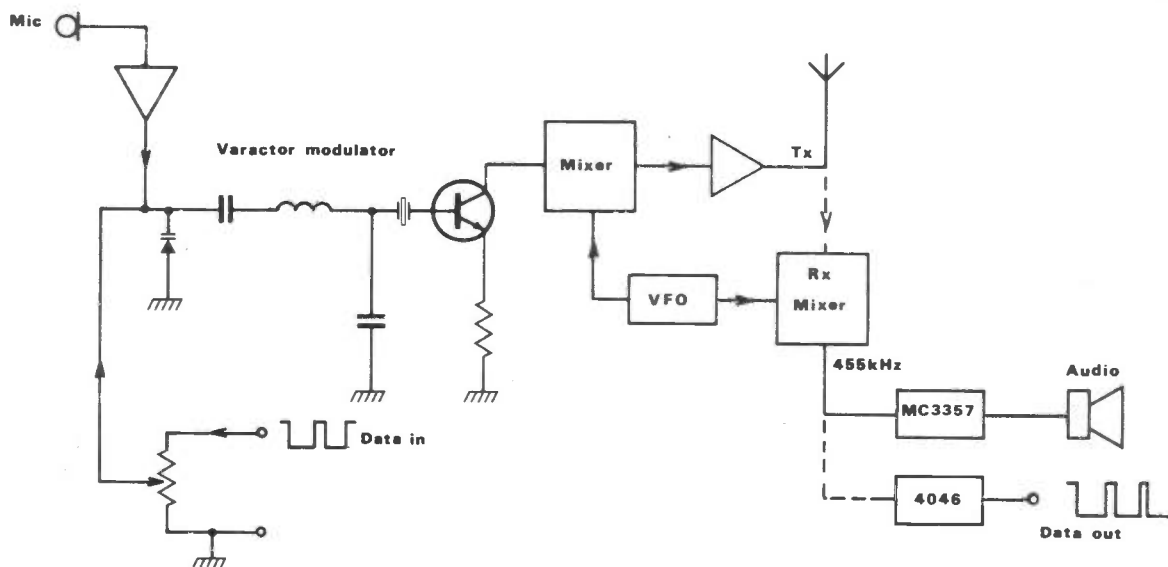 Mic
Varactor modulator
Mixer
Tx
Rx
Mixer
VFO
455kHz
Audio
MC3357
Data in
4046
Data out